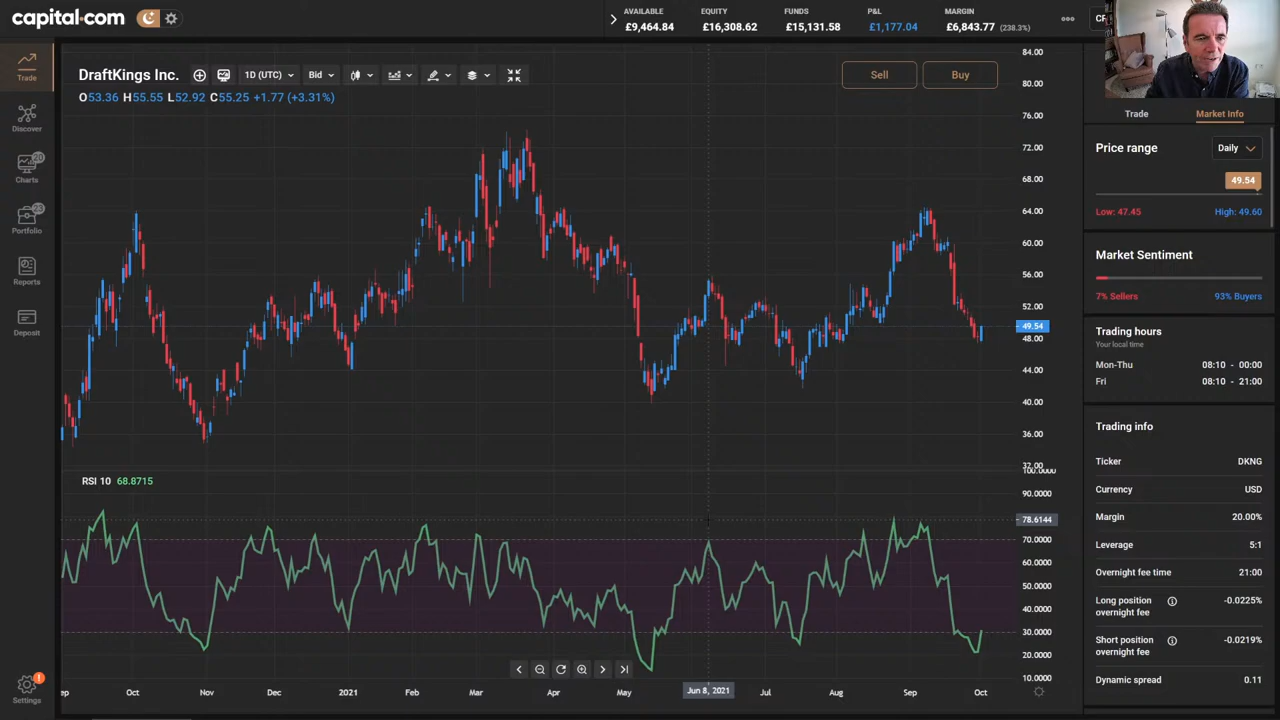 capital.com
AVAILABLE EQUITY FUNDS P&L MARGIN
£9,464.84 £16,308.62 £15,131.58 £1,177.04 £6,843.77 (238.3%)
Trade
Discover
20
Charts
23
Portfolio
Reports
Deposit
Settings
DraftKings Inc. 1D (UTC) Bid
O53.36 H55.55 L52.92 C55.25 +1.77 (+3.31%)
Sell Buy
84.00
80.00
76.00
72.00
68.00
64.00
60.00
56.00
52.00
49.54
48.00
44.00
40.00
36.00
32.00
100.0000
RSI 10 68.8715
90.0000
78.6144
70.0000
60.0000
50.0000
40.0000
30.0000
20.0000
10.0000
Oct Nov Dec 2021 Feb Mar Apr May Jun 8, 2021 Jul Aug Sep Oct
Trade Market Info
Price range Daily
49.54
Low: 47.45 High: 49.60
Market Sentiment
7% Sellers 93% Buyers
Trading hours
Your local time
Mon-Thu 08:10 - 00:00
Fri 08:10 - 21:00
Trading info
Ticker DKNG
Currency USD
Margin 20.00%
Leverage 5:1
Overnight fee time 21:00
Long position overnight fee -0.0225%
Short position overnight fee -0.0219%
Dynamic spread 0.11